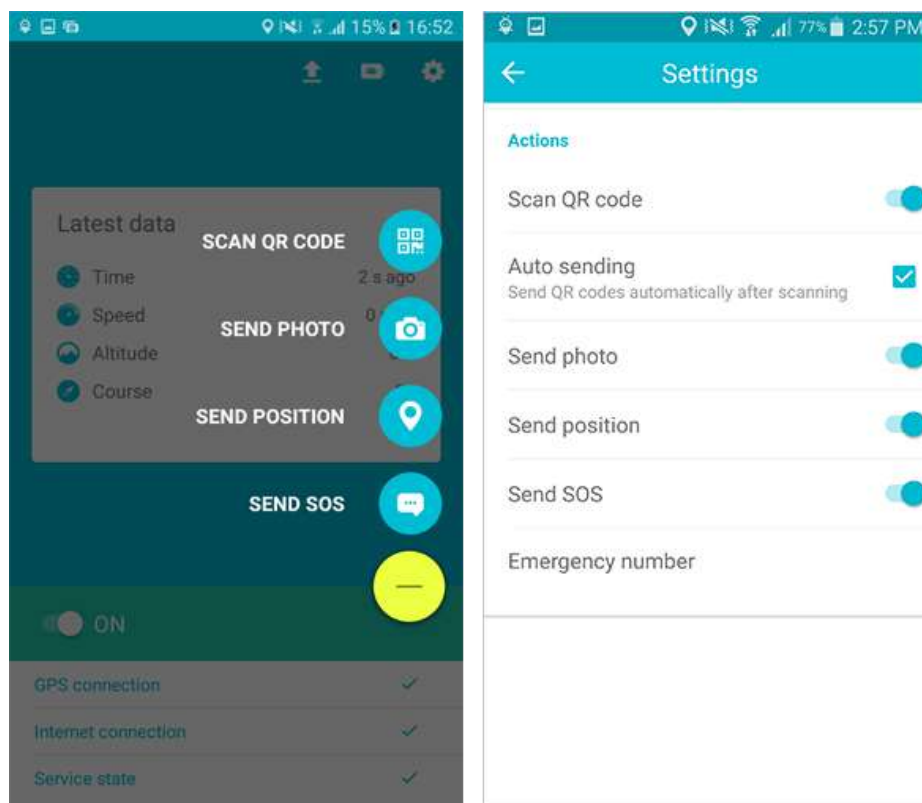 15% 16:52
Latest data
SCAN QR CODE
Time 2 s ago
Speed 0
SEND PHOTO
Altitude
Course
SEND POSITION
SEND SOS
ON
GPS connection
Internet connection
Service state
77% 2:57 PM
Settings
Actions
Scan QR code
Auto sending
Send QR codes automatically after scanning
Send photo
Send position
Send SOS
Emergency number